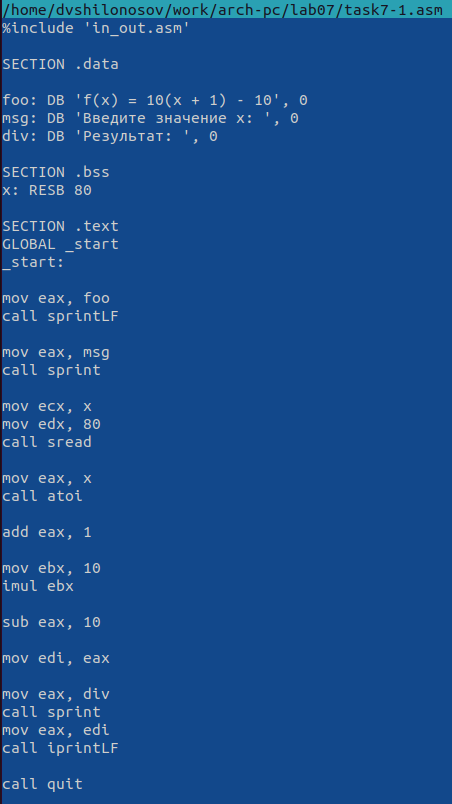 /home/dvshilonosov/work/arch-pc/lab07/task7-1.asm
%include 'in_out.asm'
SECTION .data
foo: DB 'f(x) = 10(x + 1) - 10', 0
msg: DB 'Введите значение x: ', 0
div: DB 'Результат: ', 0
SECTION .bss
x: RESB 80
SECTION .text
GLOBAL _start
_start:
mov eax, foo
call sprintLF
mov eax, msg
call sprint
mov ecx, x
mov edx, 80
call sread
mov eax, x
call atoi
add eax, 1
mov ebx, 10
imul ebx
sub eax, 10
mov edi, eax
mov eax, div
call sprint
mov eax, edi
call iprintLF
call quit